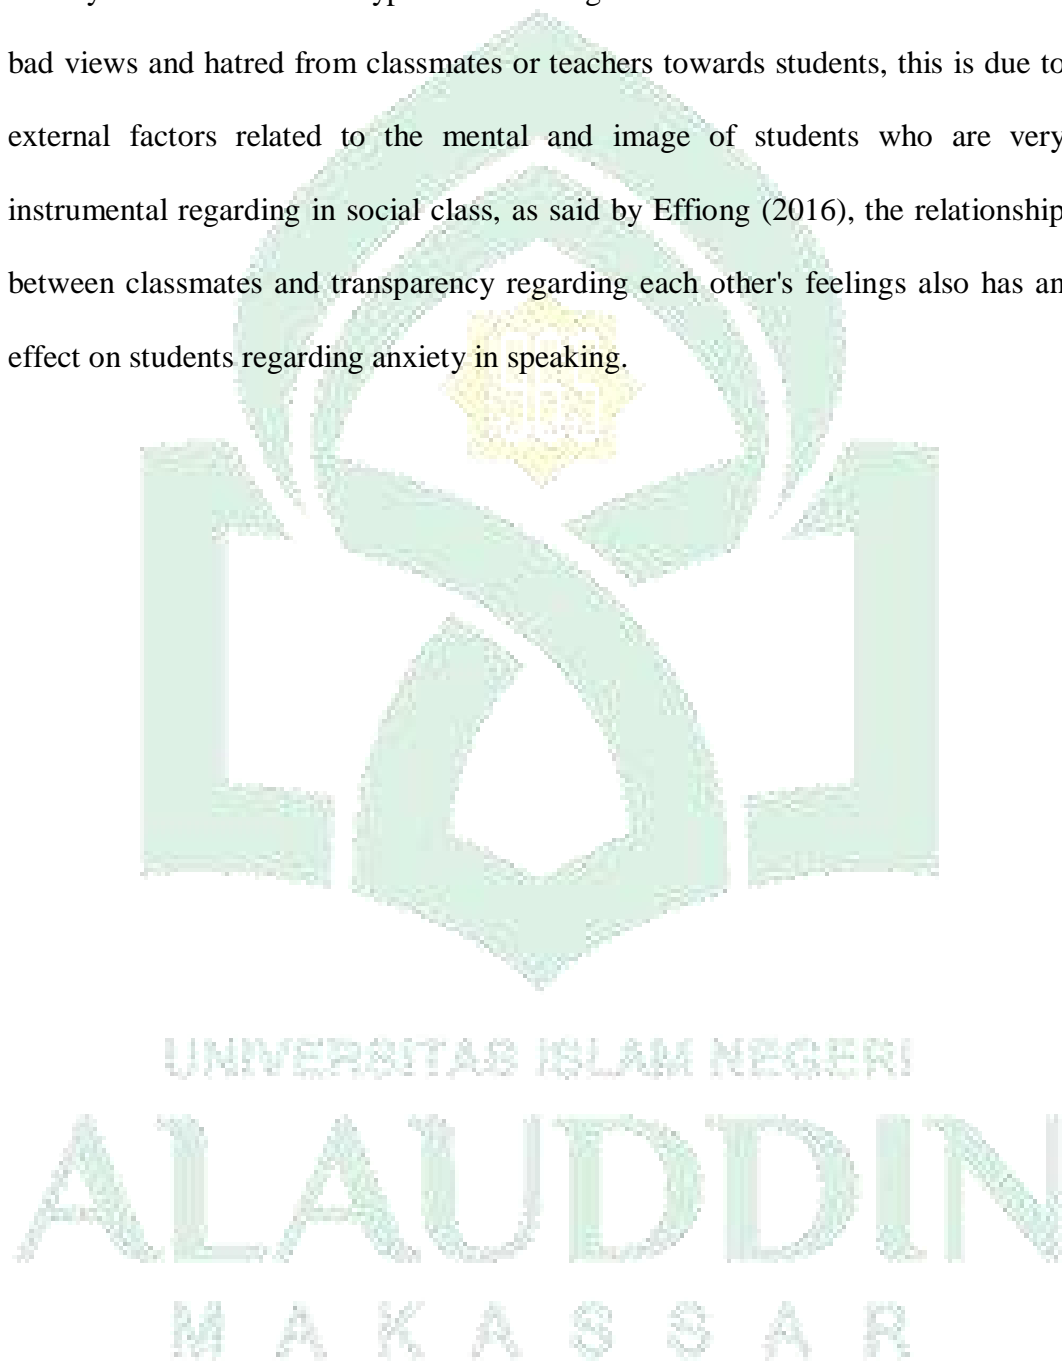 bad views and hatred from classmates or teachers towards students, this is due to
external factors related to the mental and image of students who are very
instrumental regarding in social class, as said by Effiong (2016), the relationship
between classmates and transparency regarding each other's feelings also has an
effect on students regarding anxiety in speaking.
UNIVERSITAS ISLAM NEGERI
ALAUDDIN
MAKASSAR